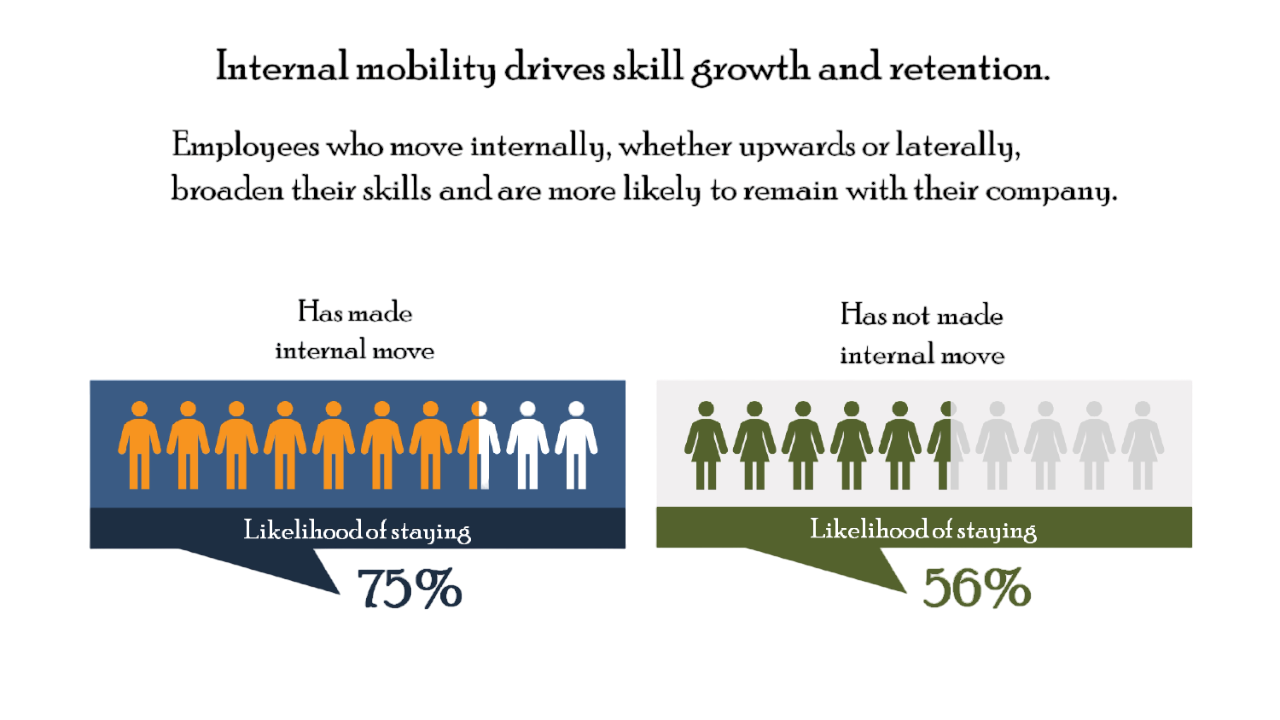 Internal mobility drives skill growth and retention.
Employees who move internally, whether upwards or laterally,
broaden their skills and are more likely to remain with their company.
Has made
internal move
Likelihood of staying
75%
Has not made
internal move
Likelihood of staying
56%